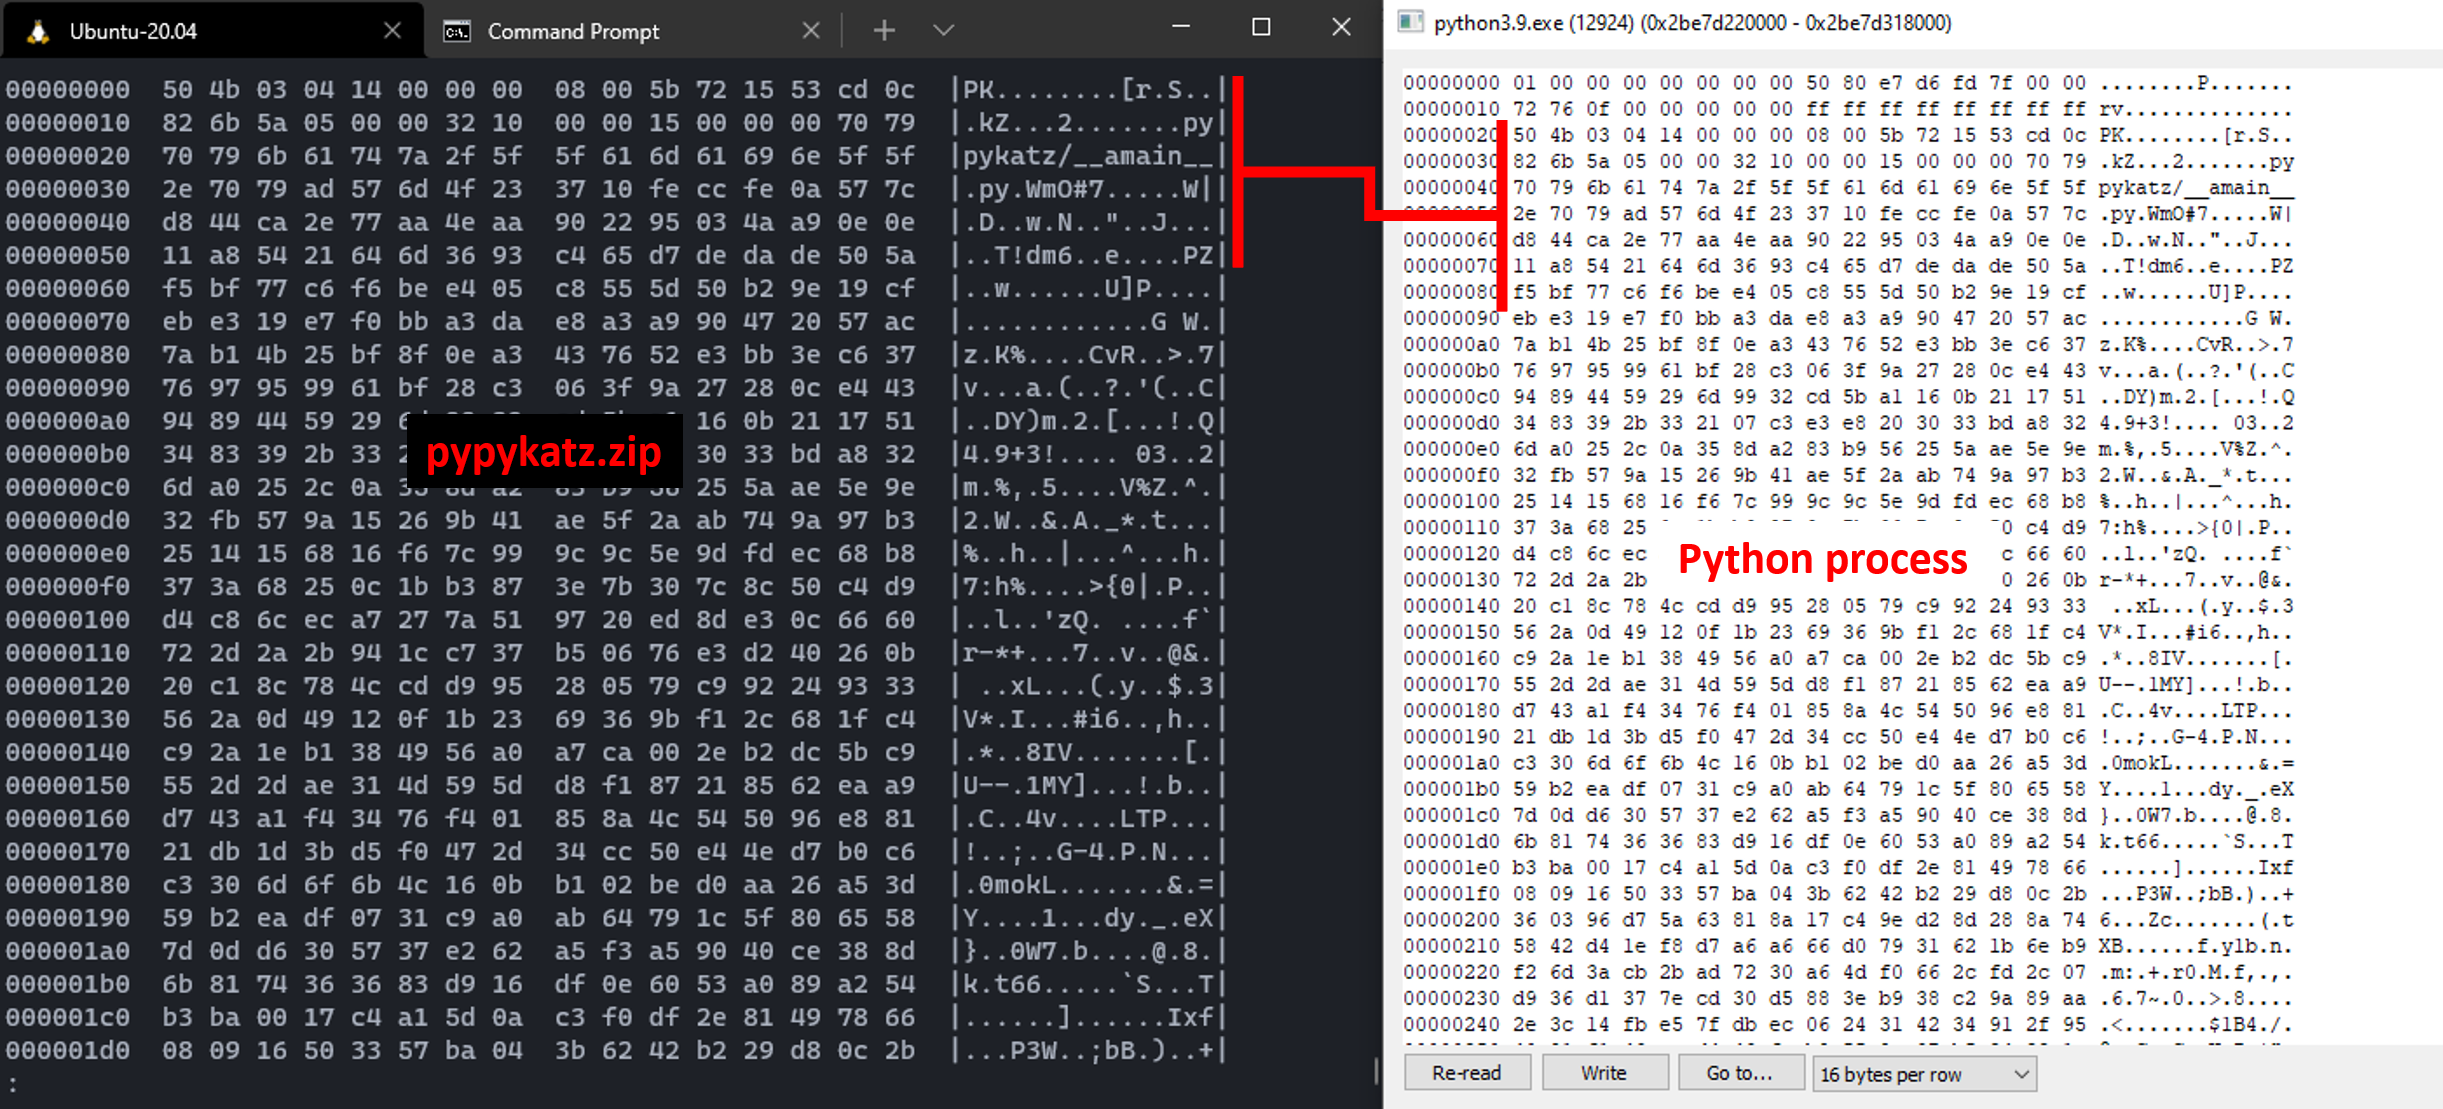 Ubuntu-20.04
Command Prompt
00000000 50 4b 03 04 14 00 00 00 08 00 5b 72 15 53 cd 0c |PK........[r.S..|
00000010 82 6b 5a 05 00 00 32 10 00 00 15 00 00 00 70 79 |.kZ...2.......py|
00000020 70 79 6b 61 74 7a 2f 5f 5f 61 6d 61 69 6e 5f 5f |pykatz/__amain__|
00000030 2e 70 79 ad 57 6d 4f 23 37 10 fe cc fe 0a 57 7c |.py.WmO#7.....W||
00000040 d8 44 ca 2e 77 aa 4e aa 90 22 95 03 4a a9 0e 0e |.D..w.N.."..J...|
00000050 11 a8 54 21 64 6d 36 93 c4 65 d7 de da de 50 5a |..T!dm6..e....PZ|
00000060 f5 bf 77 c6 f6 be e4 05 c8 55 5d 50 b2 9e 19 cf |..w......U]P....|
00000070 eb e3 19 e7 f0 bb a3 da e8 a3 a9 90 47 20 57 ac |............G W.|
00000080 7a b1 4b 25 bf 8f 0e a3 43 76 52 e3 bb 3e c6 37 |z.K%....CvR..>.7|
00000090 76 97 95 99 61 bf 28 c3 06 3f 9a 27 28 0c e4 43 |v...a.(..?.'(..C|
000000a0 94 89 44 59 29 16 0b 21 17 51 |..DY)m.2.[...!.Q|
000000b0 34 83 39 2b 33 30 33 bd a8 32 |4.9+3!.... 03..2|
pypykatz.zip
000000c0 6d a0 25 2c 0a 25 5a ae 5e 9e |m.%,.5....V%Z.^.|
000000d0 32 fb 57 9a 15 26 9b 41 ae 5f 2a ab 74 9a 97 b3 |2.W..&.A._*.t...|
000000e0 25 14 15 68 16 f6 7c 99 9c 9c 5e 9d fd ec 68 b8 |%..h..|...^...h.|
000000f0 37 3a 68 25 0c 1b b3 87 3e 7b 30 7c 8c 50 c4 d9 |7:h%....>{0|.P..|
00000100 d4 c8 6c ec a7 27 7a 51 97 20 ed 8d e3 0c 66 60 |..l..'zQ. ....f`|
00000110 72 2d 2a 2b 94 1c c7 37 b5 06 76 e3 d2 40 26 0b |r-*+...7..v..@&.|
00000120 20 c1 8c 78 4c cd d9 95 28 05 79 c9 92 24 93 33 | ..xL...(.y..$.3|
00000130 56 2a 0d 49 12 0f 1b 23 69 36 9b f1 2c 68 1f c4 |V*.I...#i6..,h..|
00000140 c9 2a 1e b1 38 49 56 a0 a7 ca 00 2e b2 dc 5b c9 |.*..8IV.......[.|
00000150 55 2d 2d ae 31 4d 59 5d d8 f1 87 21 85 62 ea a9 |U--.1MY]...!.b..|
00000160 d7 43 a1 f4 34 76 f4 01 85 8a 4c 54 50 96 e8 81 |.C..4v....LTP...|
00000170 21 db 1d 3b d5 f0 47 2d 34 cc 50 e4 4e d7 b0 c6 |!..;..G-4.P.N...|
00000180 c3 30 6d 6f 6b 4c 16 0b b1 02 be d0 aa 26 a5 3d |.0mokL.......&.=|
00000190 59 b2 ea df 07 31 c9 a0 ab 64 79 1c 5f 80 65 58 |Y....1...dy._.eX|
000001a0 7d 0d d6 30 57 37 e2 62 a5 f3 a5 90 40 ce 38 8d |}..0W7.b....@.8.|
000001b0 6b 81 74 36 36 83 d9 16 df 0e 60 53 a0 89 a2 54 |k.t66.....`S...T|
000001c0 b3 ba 00 17 c4 a1 5d 0a c3 f0 df 2e 81 49 78 66 |......].......Ixf|
000001d0 08 09 16 50 33 57 ba 04 3b 62 42 b2 29 d8 0c 2b |...P3W..;bB.)..+|
:
python3.9.exe (12924) (0x2be7d220000 - 0x2be7d318000)
00000000 01 00 00 00 00 00 00 00 50 80 e7 d6 fd 7f 00 00 ........P.......
00000010 72 76 0f 00 00 00 00 00 ff ff ff ff ff ff ff ff rv..............
00000020 50 4b 03 04 14 00 00 00 08 00 5b 72 15 53 cd 0c PK........[r.S..
00000030 82 6b 5a 05 00 00 32 10 00 00 15 00 00 00 70 79 .kZ...2.......py
00000040 70 79 6b 61 74 7a 2f 5f 5f 61 6d 61 69 6e 5f 5f pykatz/__amain__
2e 70 79 ad 57 6d 4f 23 37 10 fe cc fe 0a 57 7c .py.WmO#7.....W|
00000060 d8 44 ca 2e 77 aa 4e aa 90 22 95 03 4a a9 0e 0e .D..w.N.."..J...
00000070 11 a8 54 21 64 6d 36 93 c4 65 d7 de da de 50 5a ..T!dm6..e....PZ
00000080 f5 bf 77 c6 f6 be e4 05 c8 55 5d 50 b2 9e 19 cf ..w......U]P....
00000090 eb e3 19 e7 f0 bb a3 da e8 a3 a9 90 47 20 57 ac ............G W.
000000a0 7a b1 4b 25 bf 8f 0e a3 43 76 52 e3 bb 3e c6 37 z.K%....CvR..>.7
000000b0 76 97 95 99 61 bf 28 c3 06 3f 9a 27 28 0c e4 43 v...a.(..?.'(..C
000000c0 94 89 44 59 29 6d 99 32 cd 5b a1 16 0b 21 17 51 ..DY)m.2.[...!.Q
000000d0 34 83 39 2b 33 21 07 c3 e3 e8 20 30 33 bd a8 32 4.9+3!.... 03..2
000000e0 6d a0 25 2c 0a 35 8d a2 83 b9 56 25 5a ae 5e 9e m.%,.5....V%Z.^.
000000f0 32 fb 57 9a 15 26 9b 41 ae 5f 2a ab 74 9a 97 b3 2.W..&.A._*.t...
00000100 25 14 15 68 16 f6 7c 99 9c 9c 5e 9d fd ec 68 b8 %..h..|...^...h.
00000110 37 3a 68 25 c4 d9 7:h%....>{0|.P..
00000120 d4 c8 6c ec 66 60 ..l..'zQ. ....f`
Python process
00000130 72 2d 2a 2b 26 0b r-*+...7..v..@&.
00000140 20 c1 8c 78 4c cd d9 95 28 05 79 c9 92 24 93 33 ..xL...(.y..$.3
00000150 56 2a 0d 49 12 0f 1b 23 69 36 9b f1 2c 68 1f c4 V*.I...#i6..,h..
00000160 c9 2a 1e b1 38 49 56 a0 a7 ca 00 2e b2 dc 5b c9 .*..8IV.......[.
00000170 55 2d 2d ae 31 4d 59 5d d8 f1 87 21 85 62 ea a9 U--.1MY]...!.b..
00000180 d7 43 a1 f4 34 76 f4 01 85 8a 4c 54 50 96 e8 81 .C..4v....LTP...
00000190 21 db 1d 3b d5 f0 47 2d 34 cc 50 e4 4e d7 b0 c6 !..;..G-4.P.N...
000001a0 c3 30 6d 6f 6b 4c 16 0b b1 02 be d0 aa 26 a5 3d .0mokL.......&.=
000001b0 59 b2 ea df 07 31 c9 a0 ab 64 79 1c 5f 80 65 58 Y....1...dy._.eX
000001c0 7d 0d d6 30 57 37 e2 62 a5 f3 a5 90 40 ce 38 8d }..0W7.b....@.8.
000001d0 6b 81 74 36 36 83 d9 16 df 0e 60 53 a0 89 a2 54 k.t66.....`S...T
000001e0 b3 ba 00 17 c4 a1 5d 0a c3 f0 df 2e 81 49 78 66 ......]......Ixf
000001f0 08 09 16 50 33 57 ba 04 3b 62 42 b2 29 d8 0c 2b ...P3W..;bB.)..+
00000200 36 03 96 d7 5a 63 81 8a 17 c4 9e d2 8d 28 8a 74 6...Zc.......(.t
00000210 58 42 d4 1e f8 d7 a6 a6 66 d0 79 31 62 1b 6e b9 XB......f.y1b.n.
00000220 f2 6d 3a cb 2b ad 72 30 a6 4d f0 66 2c fd 2c 07 .m:.+.r0.M.f,.,.
00000230 d9 36 d1 37 7e cd 30 d5 88 3e b9 38 c2 9a 89 aa .6.7~.0..>.8....
00000240 2e 3c 14 fb e5 7f db ec 06 24 31 42 34 91 2f 95 .<.......$1B4./.
Re-read
Write
Go to...
16 bytes per row